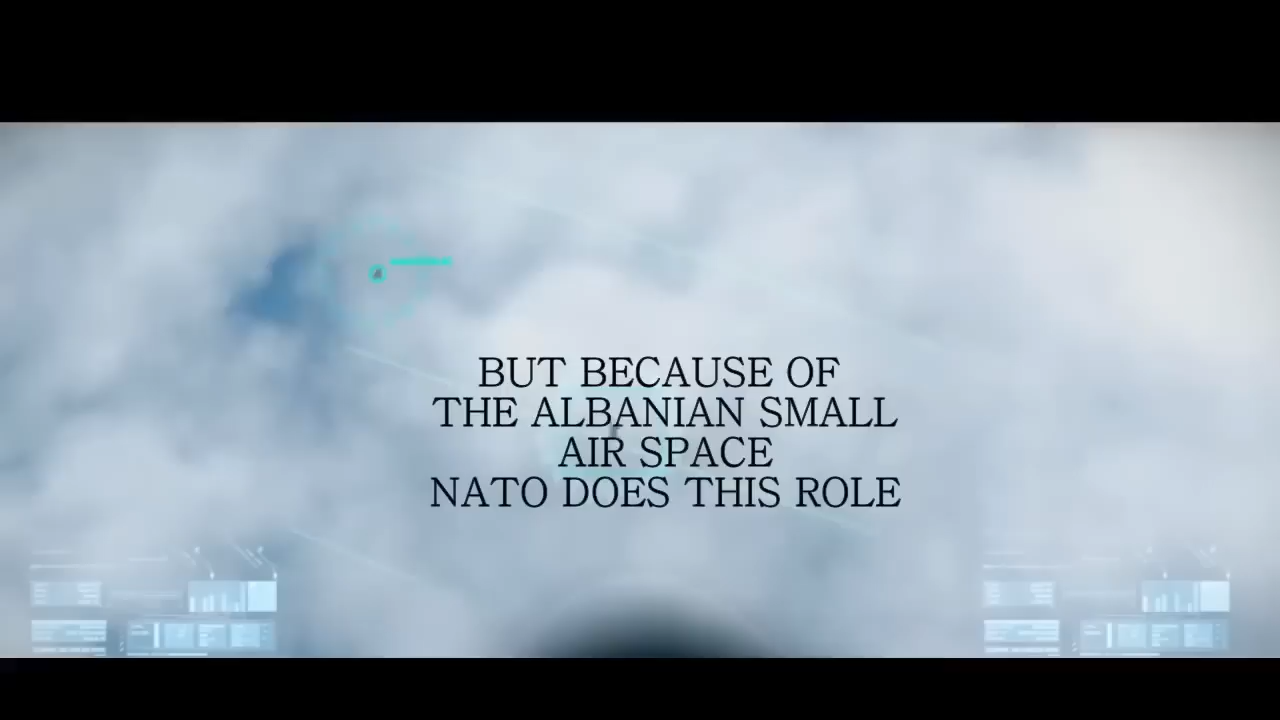 BUT BECAUSE OF
THE ALBANIAN SMALL
AIR SPACE
NATO DOES THIS ROLE